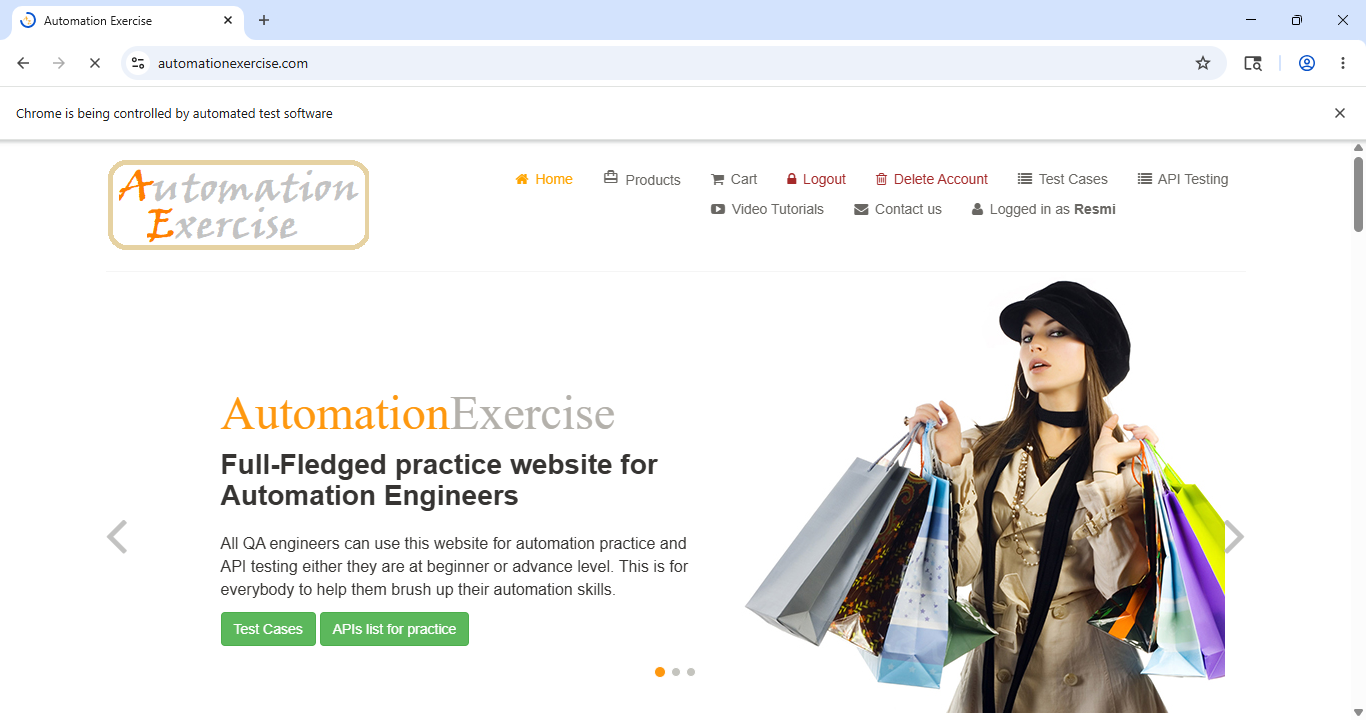 Automation Exercise
automationexercise.com
Chrome is being controlled by automated test software
Automation
Exercise
Home Products Cart Logout Delete Account Test Cases API Testing
Video Tutorials Contact us Logged in as Resmi
AutomationExercise
Full-Fledged practice website for
Automation Engineers
All QA engineers can use this website for automation practice and
API testing either they are at beginner or advance level. This is for
everybody to help them brush up their automation skills.
Test Cases APIs list for practice